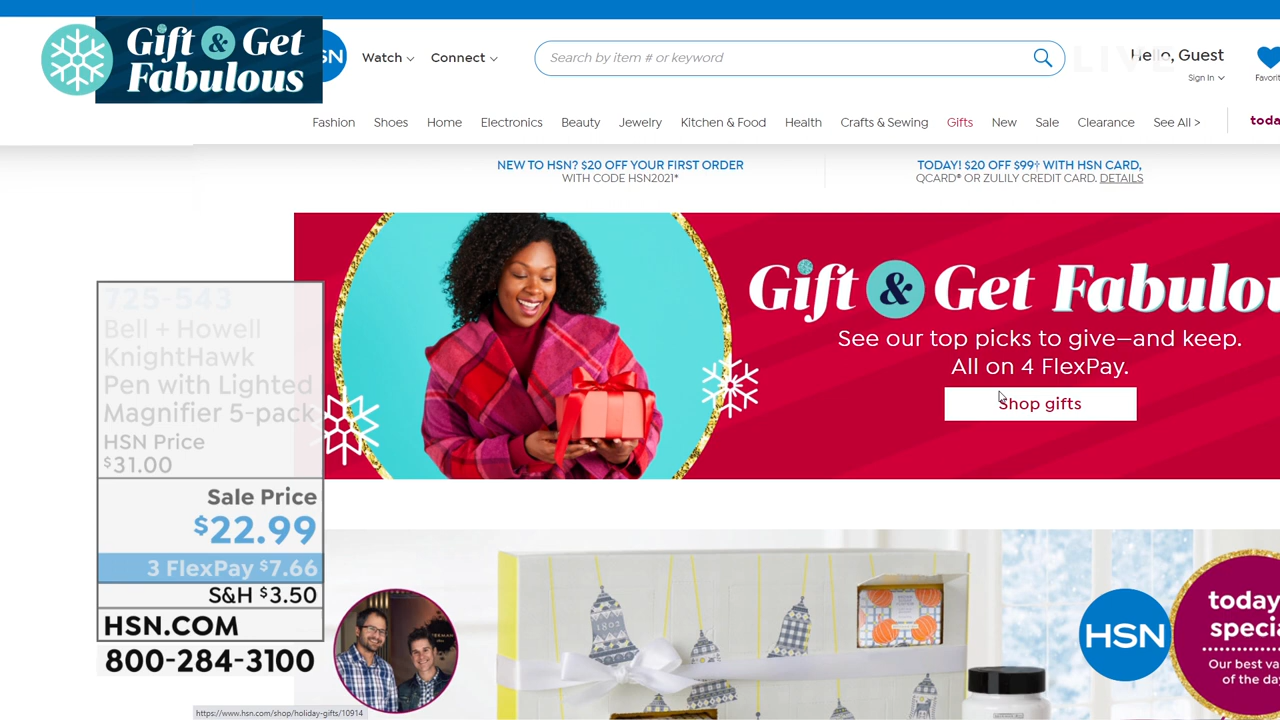 Gift & Get
Fabulous
SN
Watch
Connect
Search by item # or keyword
LIVE
Hello, Guest
Sign In
Favorit
Fashion
Shoes
Home
Electronics
Beauty
Jewelry
Kitchen & Food
Health
Crafts & Sewing
Gifts
New
Sale
Clearance
See All >
toda
NEW TO HSN? $20 OFF YOUR FIRST ORDER
WITH CODE HSN2021*
TODAY! $20 OFF $99† WITH HSN CARD,
QCARD® OR ZULILY CREDIT CARD. DETAILS
Gift & Get Fabulou
See our top picks to give—and keep.
All on 4 FlexPay.
Shop gifts
725-543
Bell + Howell
KnightHawk
Pen with Lighted
Magnifier 5-pack
HSN Price
$31.00
Sale Price
$22.99
3 FlexPay $7.66
S&H $3.50
HSN.COM
800-284-3100
1802
HSN
today
specia
Our best va
of the day
https://www.hsn.com/shop/holiday-gifts/10914